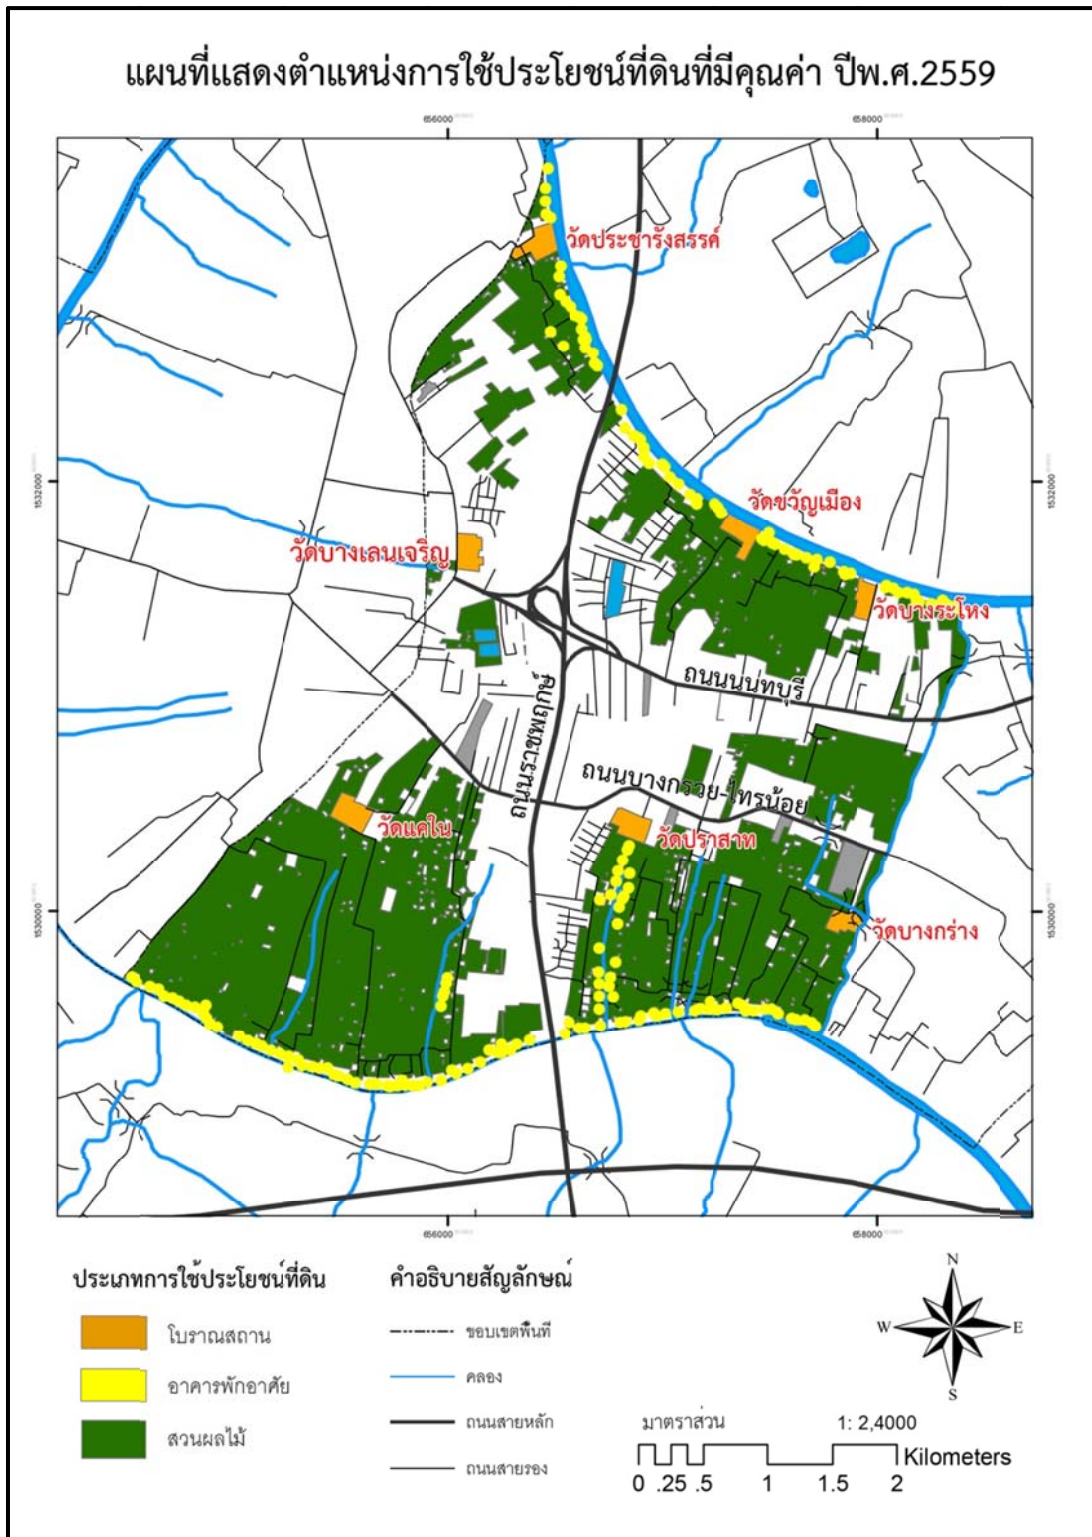 แผนที่แสดงตำแหน่งการใช้ประโยชน์ที่ดินที่มีคุณค่า ปีพ.ศ.2559
656000
658000
วัดประชารังสรรค์
1532000
1532000
วัดขวัญเมือง
วัดบางเลนเจริญ
วัดบางระโหง
ถนนนนทบุรี
ถนนราชพฤกษ์
ถนนบางกรวย-ไทรน้อย
วัดแคใน
วัดปราสาท
1530000
1530000
วัดบางกร่าง
656000
658000
ประเภทการใช้ประโยชน์ที่ดิน
โบราณสถาน
อาคารพักอาศัย
สวนผลไม้
คำอธิบายสัญลักษณ์
ขอบเขตพื้นที่
คลอง
ถนนสายหลัก
ถนนสายรอง
N
W E
S
มาตราส่วน 1: 2,4000
Kilometers
0 .25 .5 1 1.5 2